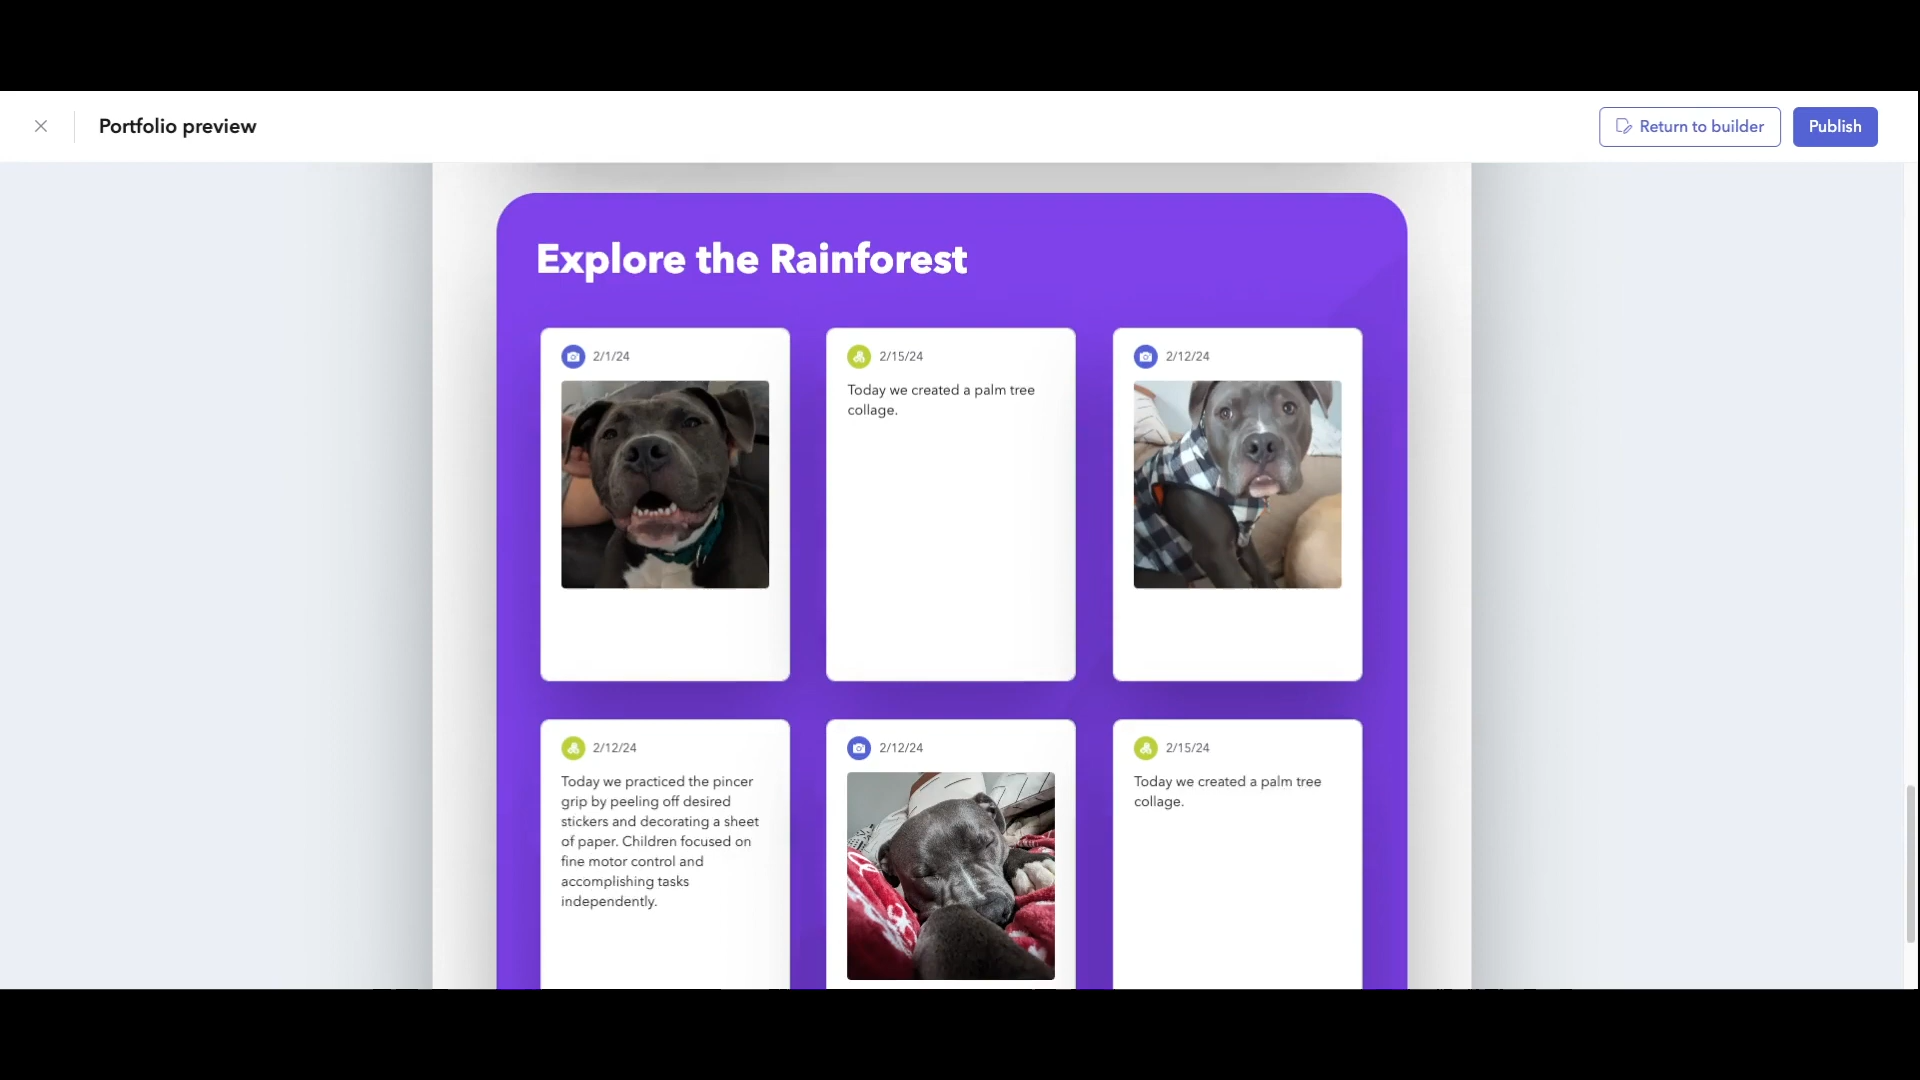 Portfolio preview
Return to builder
Publish
Explore the Rainforest
2/1/24
2/15/24
Today we created a palm tree
collage.
2/12/24
2/12/24
Today we practiced the pincer
grip by peeling off desired
stickers and decorating a sheet
of paper. Children focused on
fine motor control and
accomplishing tasks
independently.
2/12/24
2/15/24
Today we created a palm tree
collage.